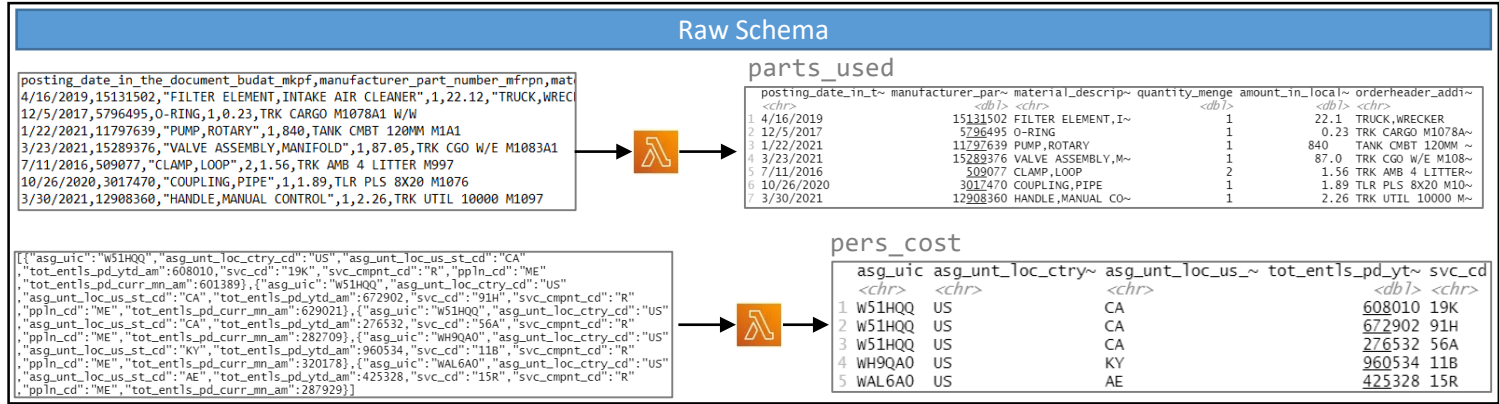 Raw Schema
posting_date_in_the_document_budat_mkpf,manufacturer_part_number_mfrpn,mat
4/16/2019,15131502,"FILTER ELEMENT,INTAKE AIR CLEANER",1,22.12,"TRUCK,WREC
12/5/2017,5796495,O-RING,1,0.23,TRK CARGO M1078A1 W/W
1/22/2021,11797639,"PUMP,ROTARY",1,840,TANK CMBT 120MM M1A1
3/23/2021,15289376,"VALVE ASSEMBLY,MANIFOLD",1,87.05,TRK CGO W/E M1083A1
7/11/2016,509077,"CLAMP,LOOP",2,1.56,TRK AMB 4 LITTER M997
10/26/2020,3017470,"COUPLING,PIPE",1,1.89,TLR PLS 8X20 M1076
3/30/2021,12908360,"HANDLE,MANUAL CONTROL",1,2.26,TRK UTIL 10000 M1097
λ
parts_used
posting_date_in_t~ manufacturer_par~ material_descrip~ quantity_menge amount_in_local~ orderheader_addi~
<chr> <dbl> <chr> <dbl> <dbl> <chr>
1 4/16/2019 15131502 FILTER ELEMENT,I~ 1 22.1 TRUCK,WRECKER
2 12/5/2017 5796495 O-RING 1 0.23 TRK CARGO M1078A~
3 1/22/2021 11797639 PUMP,ROTARY 1 840 TANK CMBT 120MM ~
4 3/23/2021 15289376 VALVE ASSEMBLY,M~ 1 87.0 TRK CGO W/E M108~
5 7/11/2016 509077 CLAMP,LOOP 2 1.56 TRK AMB 4 LITTER~
6 10/26/2020 3017470 COUPLING,PIPE 1 1.89 TLR PLS 8X20 M10~
7 3/30/2021 12908360 HANDLE,MANUAL CO~ 1 2.26 TRK UTIL 10000 M~
[{"asg_uic":"W51HQQ","asg_unt_loc_ctry_cd":"US","asg_unt_loc_us_st_cd":"CA"
,"tot_entls_pd_ytd_am":608010,"svc_cd":"19K","svc_cmpnt_cd":"R","ppln_cd":"ME"
,"tot_entls_pd_curr_mn_am":601389},{"asg_uic":"W51HQQ","asg_unt_loc_ctry_cd":"US"
,"asg_unt_loc_us_st_cd":"CA","tot_entls_pd_ytd_am":672902,"svc_cd":"91H","svc_cmpnt_cd":"R"
,"ppln_cd":"ME","tot_entls_pd_curr_mn_am":629021},{"asg_uic":"W51HQQ","asg_unt_loc_ctry_cd":"US"
,"asg_unt_loc_us_st_cd":"CA","tot_entls_pd_ytd_am":276532,"svc_cd":"56A","svc_cmpnt_cd":"R"
,"ppln_cd":"ME","tot_entls_pd_curr_mn_am":282709},{"asg_uic":"WH9QA0","asg_unt_loc_ctry_cd":"US"
,"asg_unt_loc_us_st_cd":"KY","tot_entls_pd_ytd_am":960534,"svc_cd":"11B","svc_cmpnt_cd":"R"
,"ppln_cd":"ME","tot_entls_pd_curr_mn_am":320178},{"asg_uic":"WAL6A0","asg_unt_loc_ctry_cd":"US"
,"asg_unt_loc_us_st_cd":"AE","tot_entls_pd_ytd_am":425328,"svc_cd":"15R","svc_cmpnt_cd":"R"
,"ppln_cd":"ME","tot_entls_pd_curr_mn_am":287929}]
λ
pers_cost
asg_uic asg_unt_loc_ctry~ asg_unt_loc_us_~ tot_entls_pd_yt~ svc_cd
<chr> <chr> <chr> <dbl> <chr>
1 W51HQQ US CA 608010 19K
2 W51HQQ US CA 672902 91H
3 W51HQQ US CA 276532 56A
4 WH9QA0 US KY 960534 11B
5 WAL6A0 US AE 425328 15R